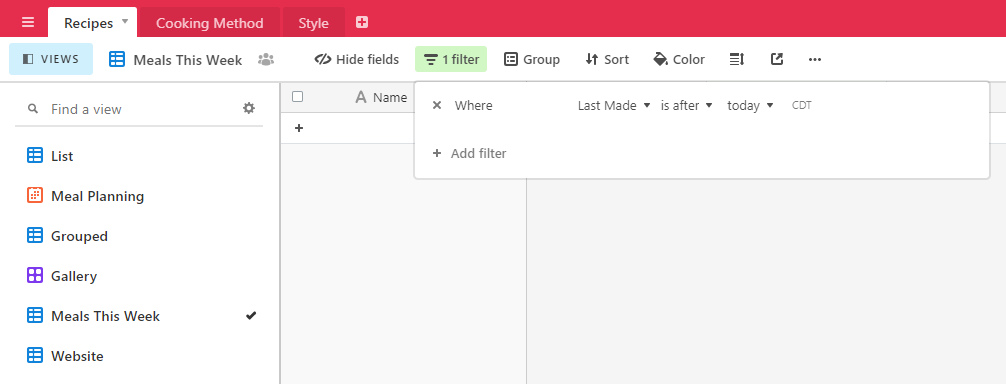 Recipes Cooking Method Style
VIEWS Meals This Week Hide fields 1 filter Group Sort Color
Find a view
A Name
Where Last Made is after today CDT
Add filter
List
Meal Planning
Grouped
Gallery
Meals This Week
Website